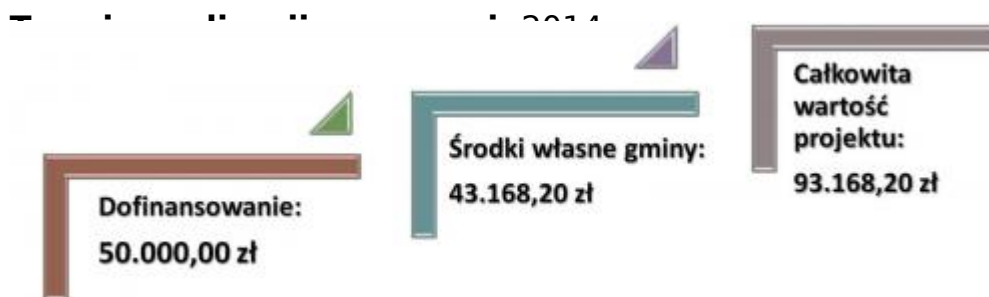 2014
Dofinansowanie:
50.000,00 zł
Środki własne gminy:
43.168,20 zł
Całkowita
wartość
projektu:
93.168,20 zł